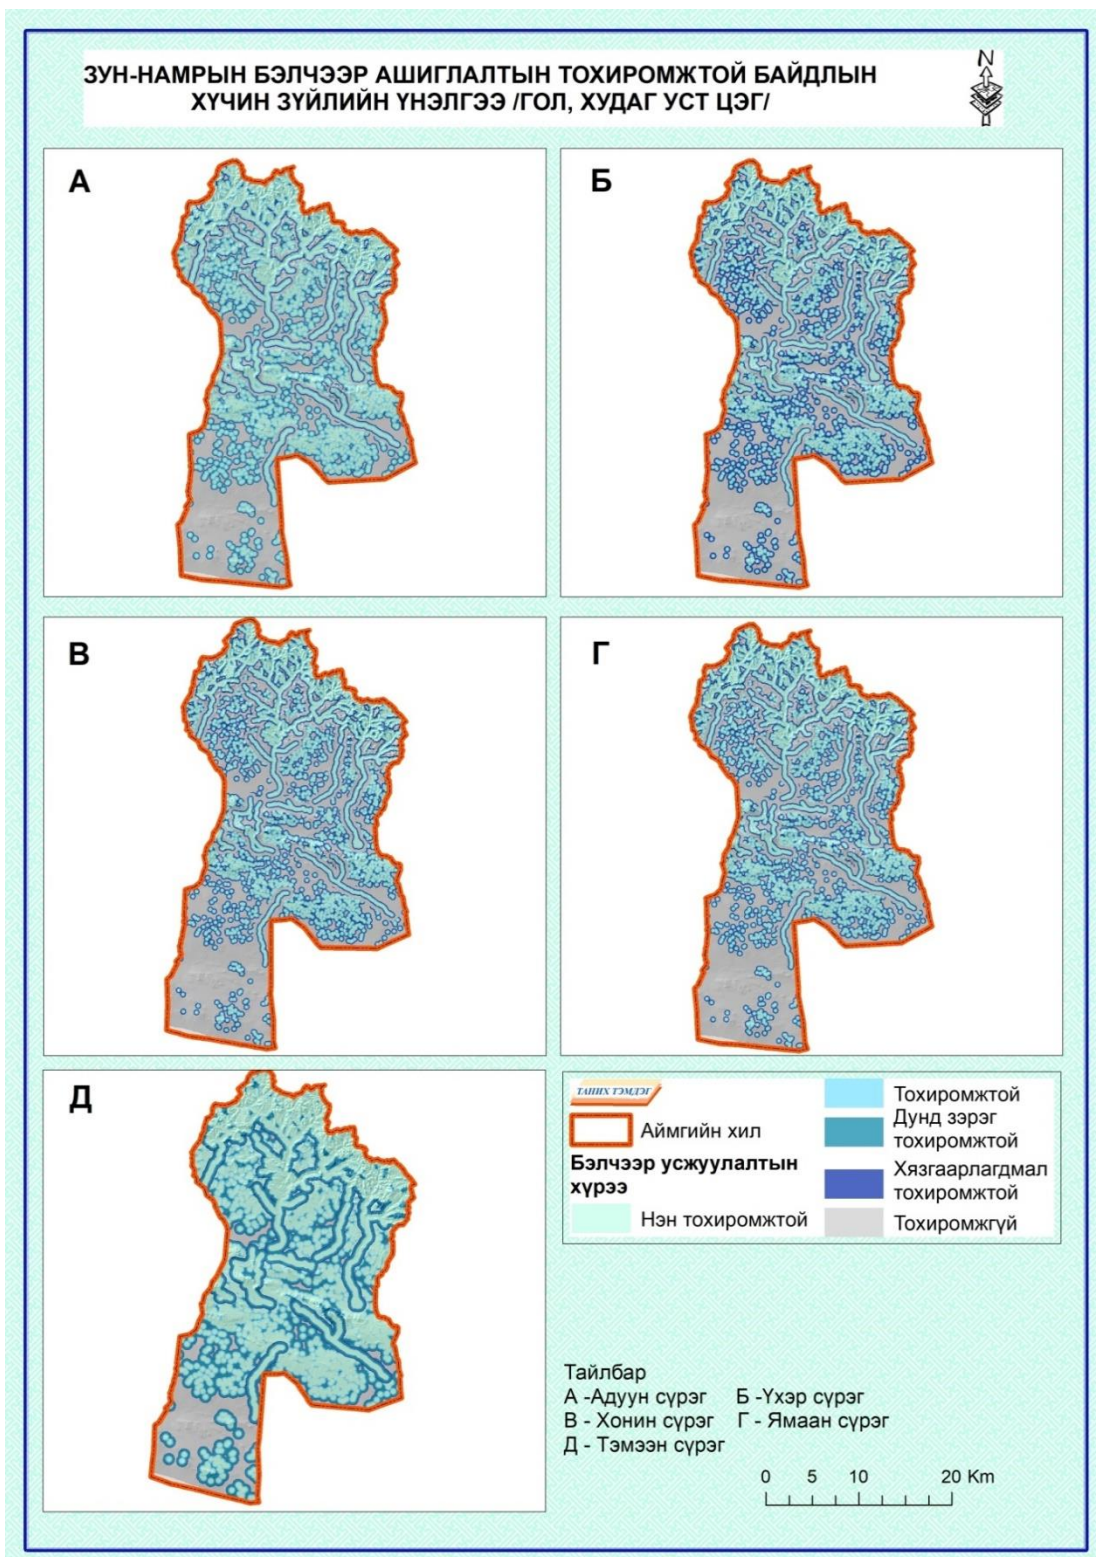 ЗУН-НАМРЫН БЭЛЧЭЭР АШИГЛАЛТЫН ТОХИРОМЖТОЙ БАЙДЛЫН
ХҮЧИН ЗҮЙЛИЙН ҮНЭЛГЭЭ /ГОЛ, ХУДАГ УСТ ЦЭГ/
N
А
Б
В
Г
Д
ТАНИХ ТЭМДЭГ
Аймгийн хил
Бэлчээр усжуулалтын
хүрээ
Нэн тохиромжтой
Тохиромжтой
Дунд зэрэг
тохиромжтой
Хязгаарлагдмал
тохиромжтой
Тохиромжгүй
Тайлбар
А -Адуун сүрэг Б -Үхэр сүрэг
В - Хонин сүрэг Г - Ямаан сүрэг
Д - Тэмээн сүрэг
0 5 10 20 Km